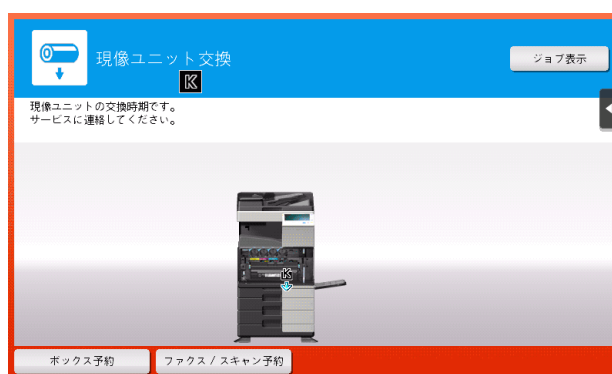 現像ユニット交換
K
ジョブ表示
現像ユニットの交換時期です。
サービスに連絡してください。
K
ボックス予約
ファクス / スキャン予約